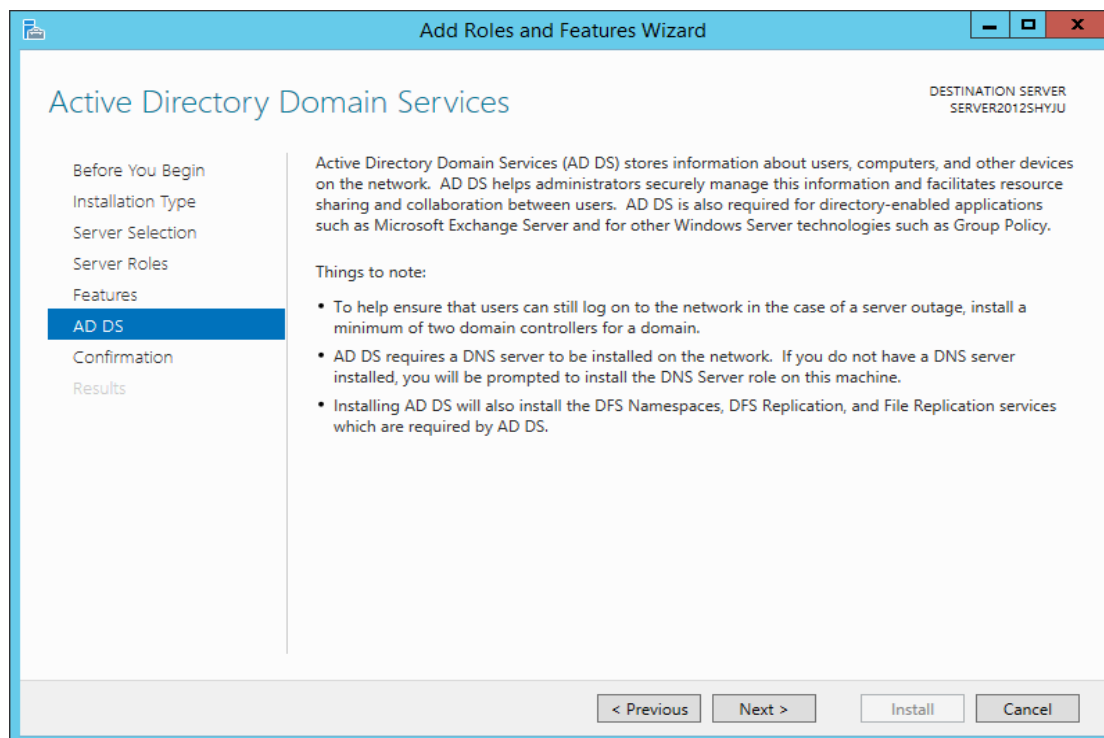 Add Roles and Features Wizard
Active Directory Domain Services
DESTINATION SERVER
SERVER2012SHYJU
Before You Begin
Installation Type
Server Selection
Server Roles
Features
AD DS
Confirmation
Results
Active Directory Domain Services (AD DS) stores information about users, computers, and other devices
on the network. AD DS helps administrators securely manage this information and facilitates resource
sharing and collaboration between users. AD DS is also required for directory-enabled applications
such as Microsoft Exchange Server and for other Windows Server technologies such as Group Policy.
Things to note:
• To help ensure that users can still log on to the network in the case of a server outage, install a
minimum of two domain controllers for a domain.
• AD DS requires a DNS server to be installed on the network. If you do not have a DNS server
installed, you will be prompted to install the DNS Server role on this machine.
• Installing AD DS will also install the DFS Namespaces, DFS Replication, and File Replication services
which are required by AD DS.
< Previous
Next >
Install
Cancel